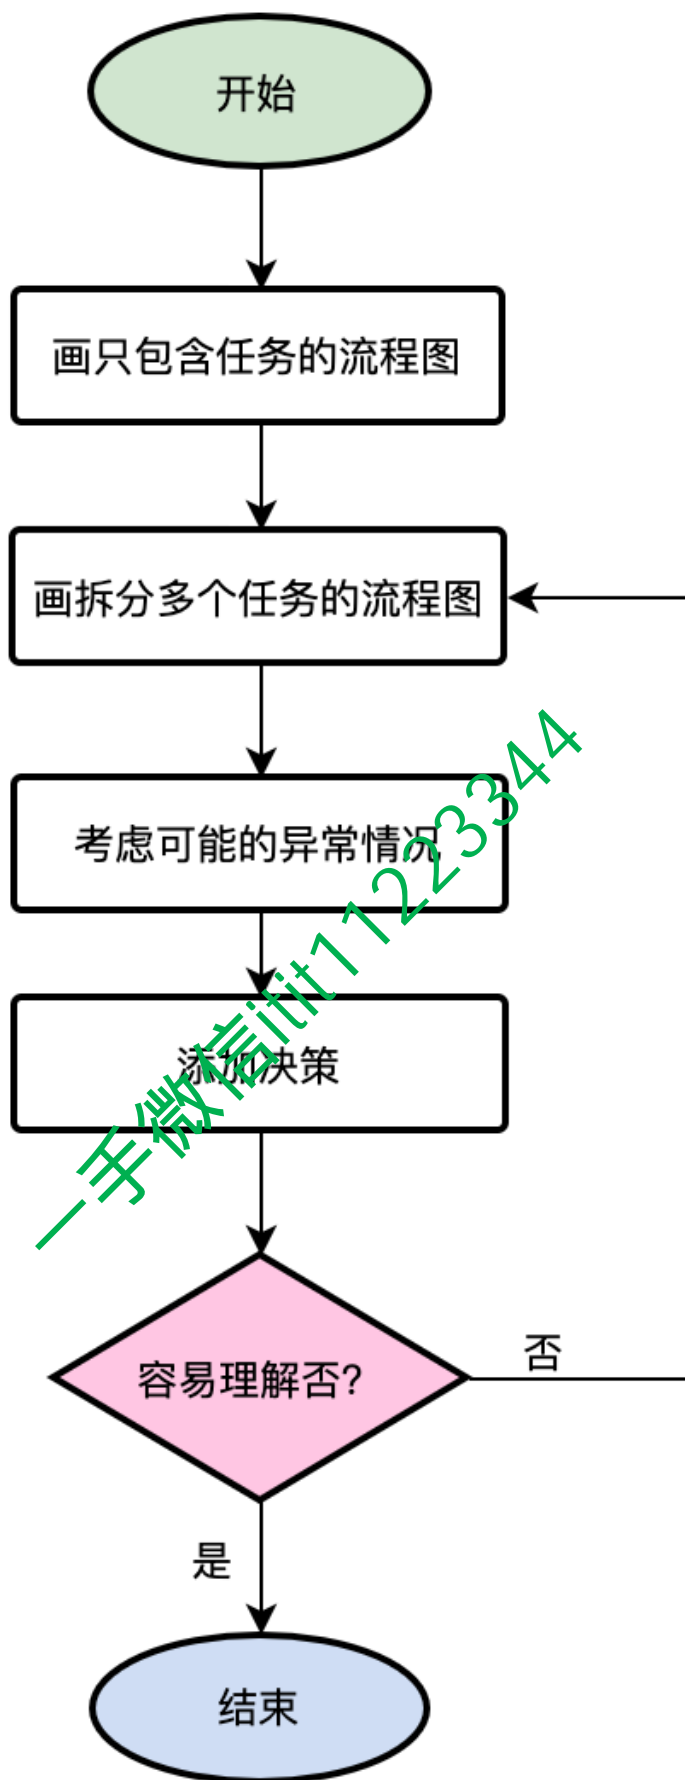 开始
画只包含任务的流程图
画拆分多个任务的流程图
考虑可能的异常情况
添加决策
一手微信itit11223344
容易理解否?
否
是
结束